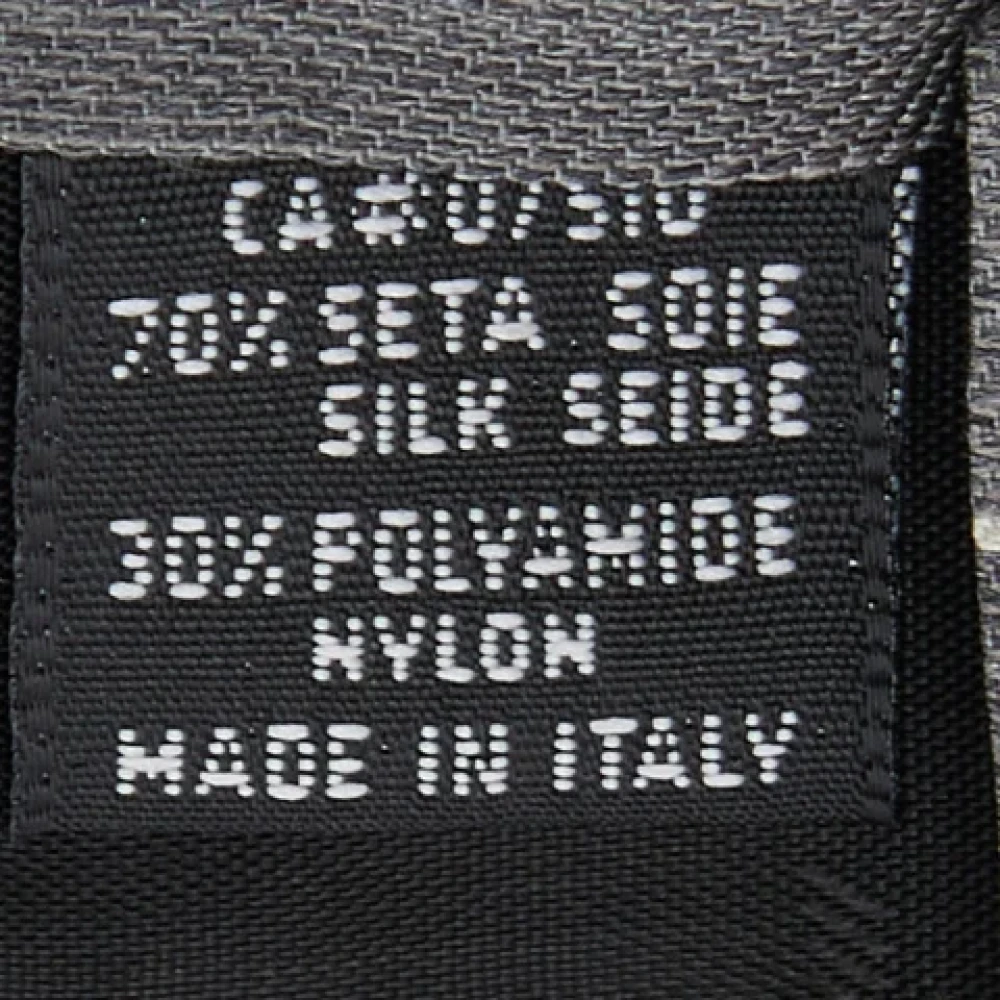 70% SETA SOIE
SILK SEIDE
30% POLYAMIDE
NYLON
MADE IN ITALY